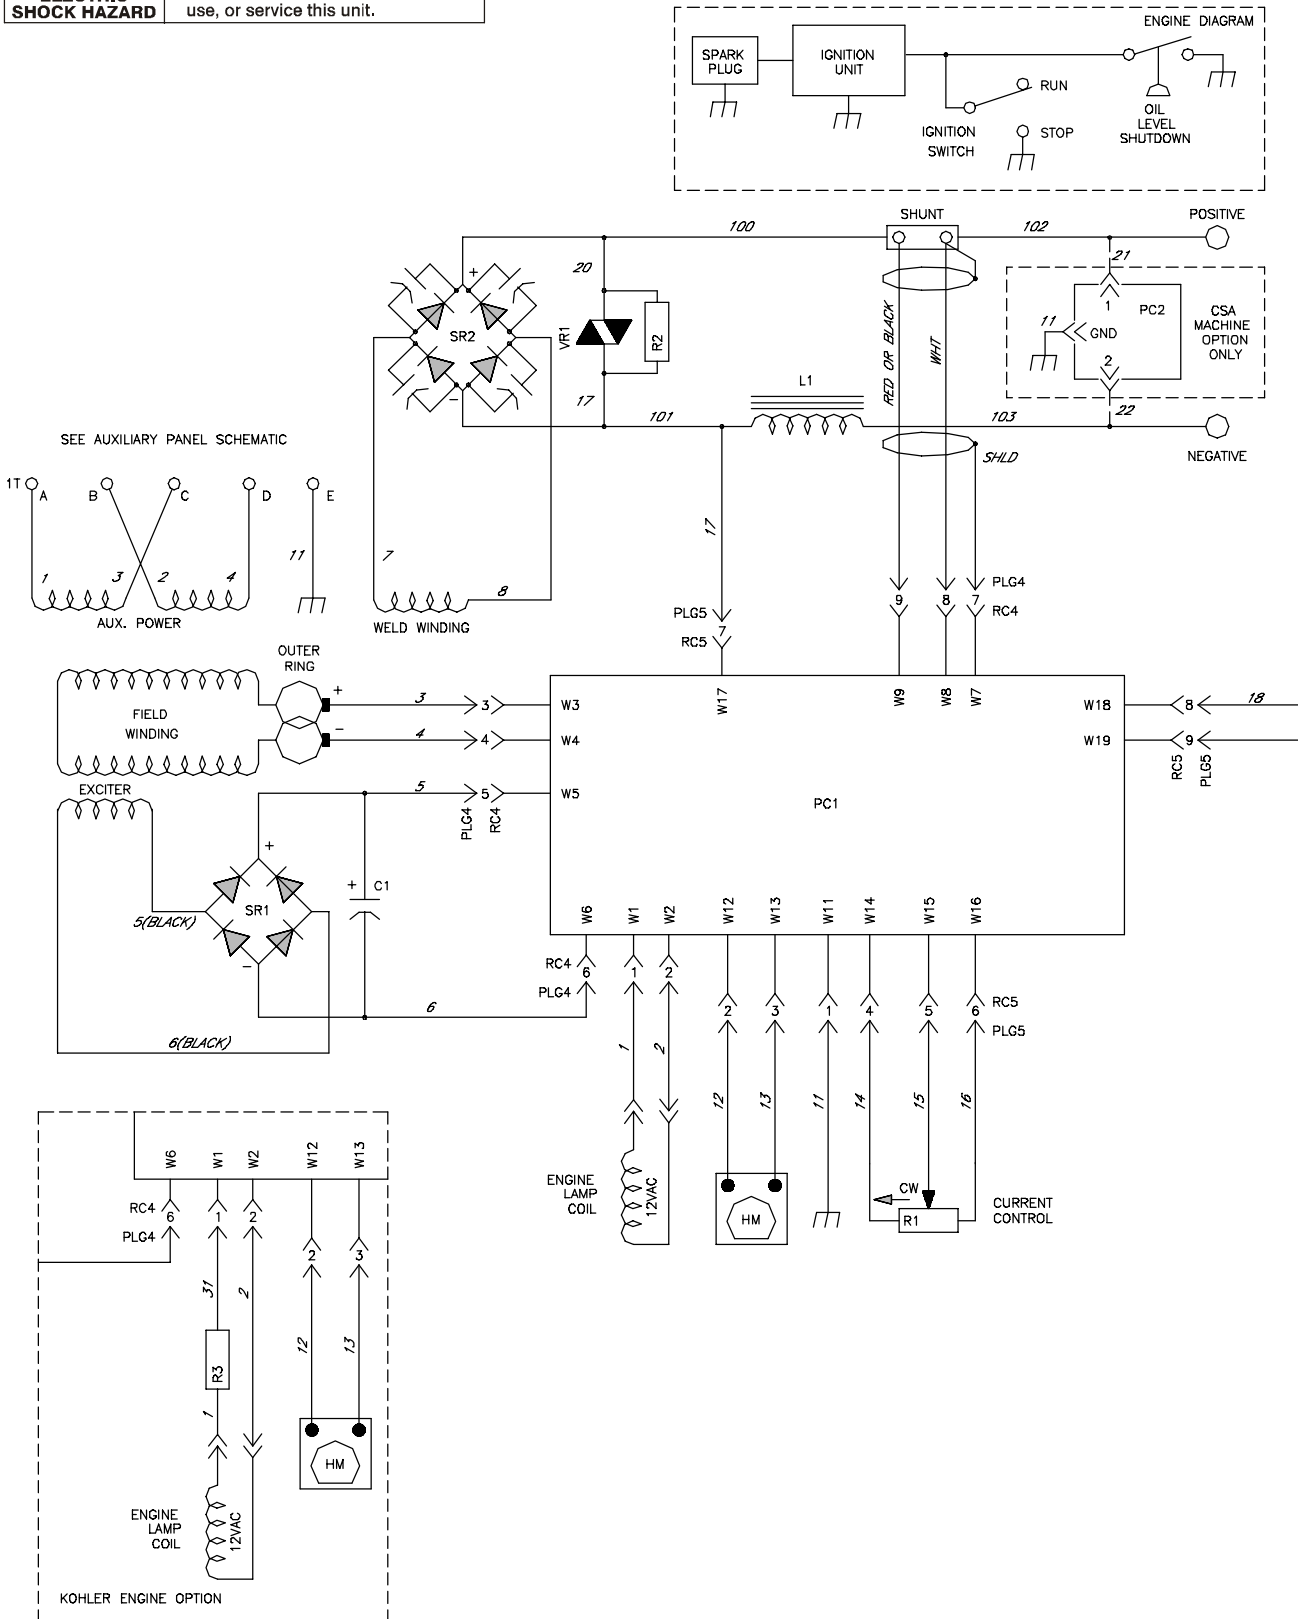 SHOCK HAZARD
use, or service this unit.
ENGINE DIAGRAM
SPARK
PLUG
IGNITION
UNIT
RUN
OIL
LEVEL
SHUTDOWN
IGNITION
SWITCH
STOP
SHUNT
POSITIVE
100
102
20
+
21
SR2
VR1
R2
RED OR BLACK
WHT
1
PC2
11
GND
2
CSA
MACHINE
OPTION
ONLY
L1
-
17
101
103
22
SHLD
NEGATIVE
SEE AUXILIARY PANEL SCHEMATIC
1T
A
B
C
D
E
1
3
2
4
11
7
8
AUX. POWER
WELD WINDING
17
PLG5
7
RC5
9
8
7
PLG4
RC4
OUTER
RING
FIELD
WINDING
+
-
3
3
W3
4
4
W4
5
5
W5
PLG4
RC4
W17
W9
W8
W7
W18
8
18
W19
9
RC5
PLG5
PC1
EXCITER
+
SR1
-
+
C1
5(BLACK)
6
6(BLACK)
W6
W1
W2
W12
W13
W11
W14
W15
W16
RC4
6
PLG4
1
2
2
3
1
4
5
6
RC5
PLG5
1
2
12
13
11
14
15
16
ENGINE
LAMP
COIL
12VAC
HM
CW
R1
CURRENT
CONTROL
W6
W1
W2
W12
W13
RC4
6
PLG4
1
2
2
3
31
2
12
13
R3
1
HM
ENGINE
LAMP
COIL
12VAC
KOHLER ENGINE OPTION